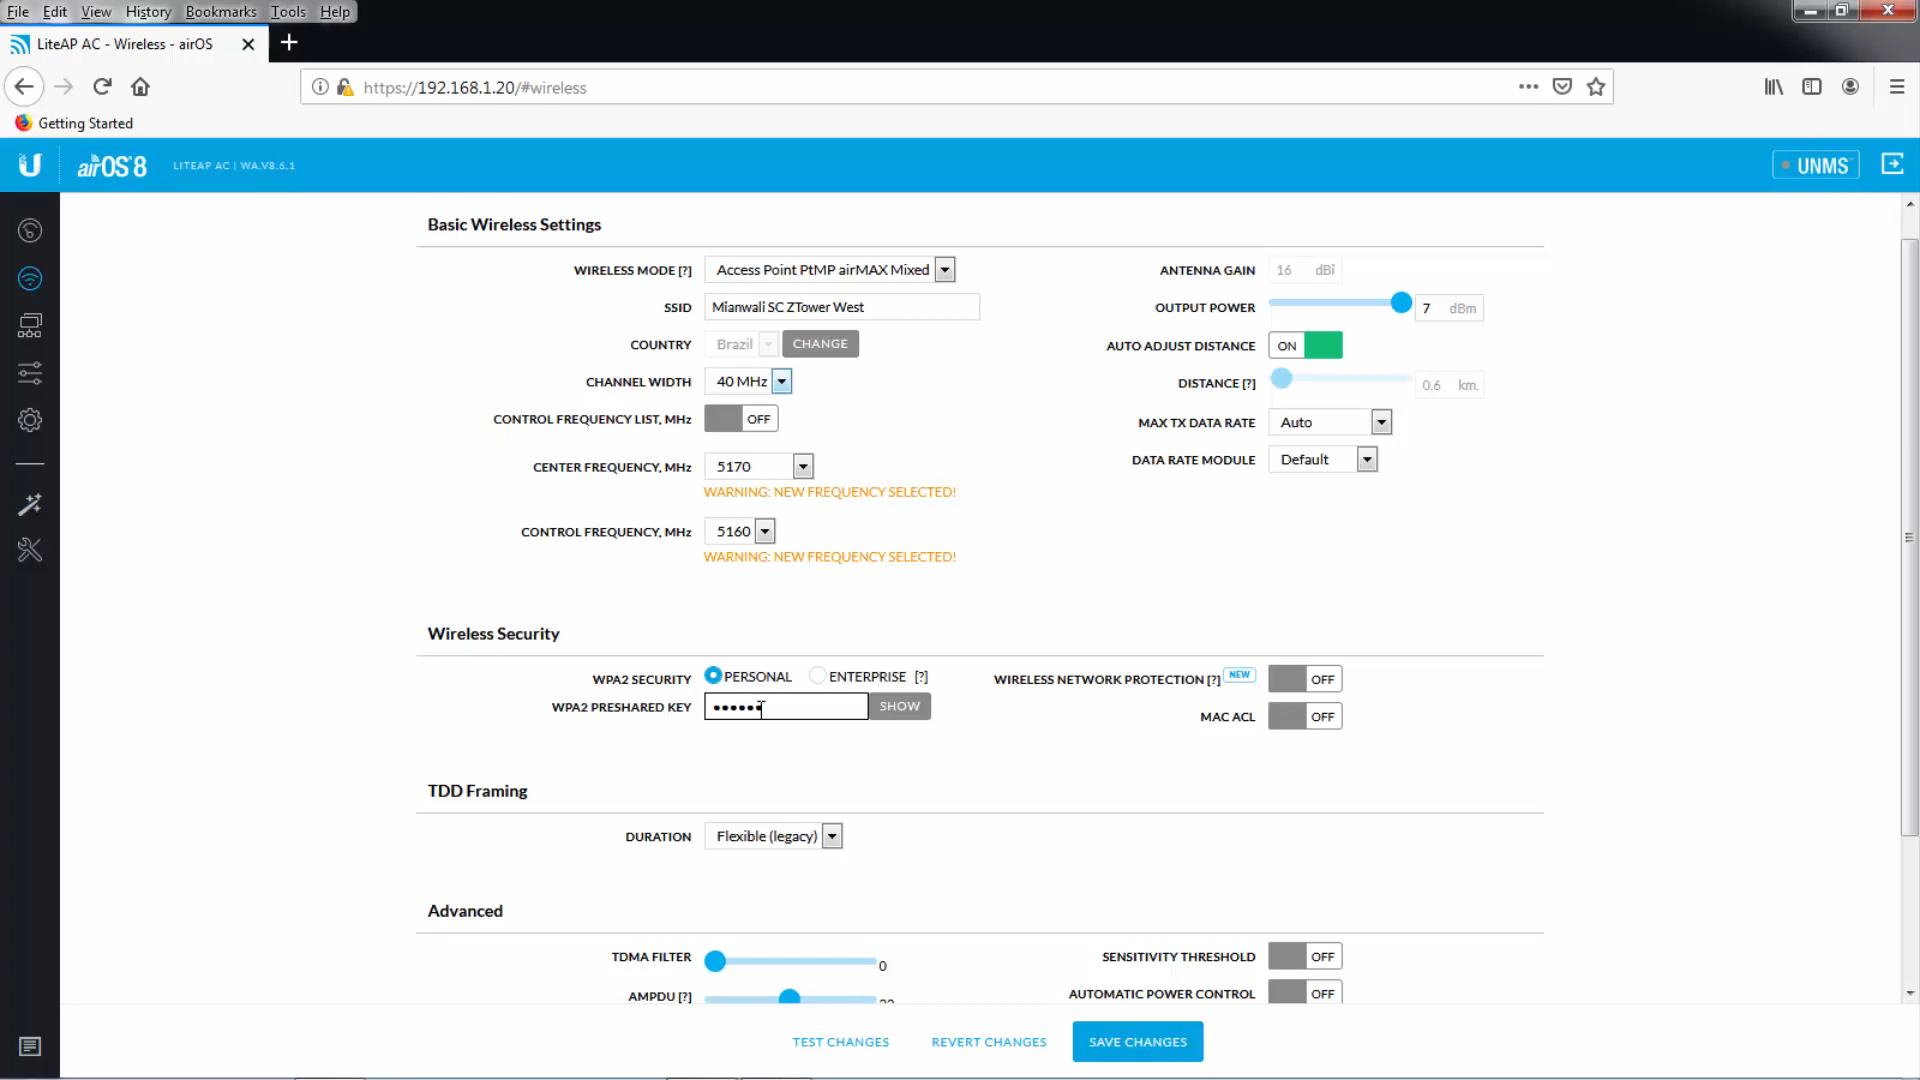 File Edit View History Bookmarks Tools Help
LiteAP AC - Wireless - airOS
https://192.168.1.20/#wireless
Getting Started
airOS 8 LITEAP AC | WA.V8.6.1 UNMS
Basic Wireless Settings
WIRELESS MODE [?] Access Point PtMP airMAX Mixed
SSID Mianwali SC ZTower West
COUNTRY Brazil CHANGE
CHANNEL WIDTH 40 MHz
CONTROL FREQUENCY LIST, MHz OFF
CENTER FREQUENCY, MHz 5170
WARNING: NEW FREQUENCY SELECTED!
CONTROL FREQUENCY, MHz 5160
WARNING: NEW FREQUENCY SELECTED!
ANTENNA GAIN 16 dBi
OUTPUT POWER 7 dBm
AUTO ADJUST DISTANCE ON
DISTANCE [?] 0.6 km.
MAX TX DATA RATE Auto
DATA RATE MODULE Default
Wireless Security
WPA2 SECURITY PERSONAL ENTERPRISE [?]
WPA2 PRESHARED KEY •••••• SHOW
WIRELESS NETWORK PROTECTION [?] NEW OFF
MAC ACL OFF
TDD Framing
DURATION Flexible (legacy)
Advanced
TDMA FILTER 0
AMPDU [?]
SENSITIVITY THRESHOLD OFF
AUTOMATIC POWER CONTROL OFF
TEST CHANGES REVERT CHANGES SAVE CHANGES